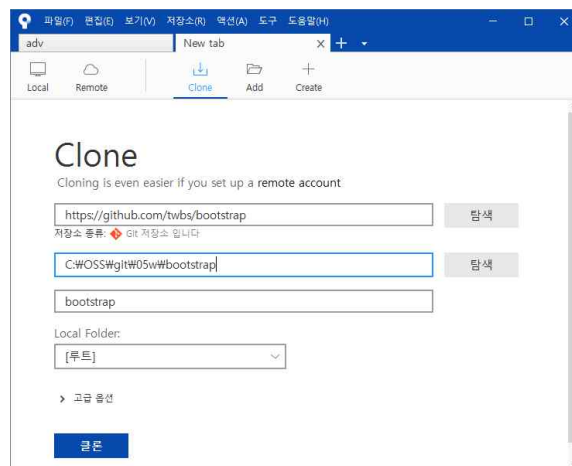 파일(F) 편집(E) 보기(V) 저장소(R) 액션(A) 도구 도움말(H)
adv New tab
Local Remote Clone Add Create
Clone
Cloning is even easier if you set up a remote account
https://github.com/twbs/bootstrap 탐색
저장소 종류: Git 저장소 입니다
C:₩OSS₩git₩05w₩bootstrap 탐색
bootstrap
Local Folder:
[루트]
고급 옵션
클론